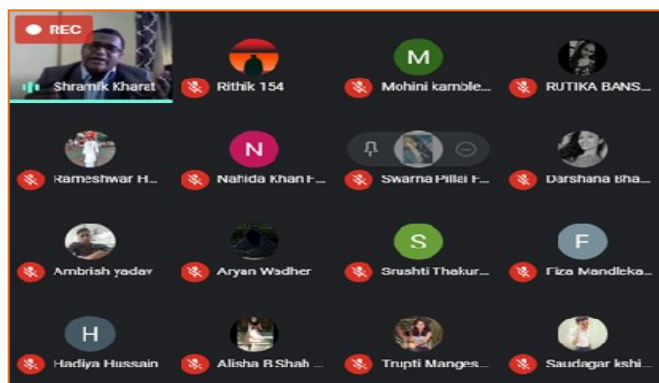 REC
Shramik Kharat
Rithik 154
M
Mohini kamble...
RUTIKA BANS...
Rameshwar H...
N
Nahida Khan F...
Swarna Pillai F...
Darshana Bha...
Ambrish yadav
Aryan Wadher
S
Srushti Thakur...
F
Fiza Mandleka...
H
Hadiya Hussain
Alisha B Shah ...
Trupti Manges...
Saudagar kshi...